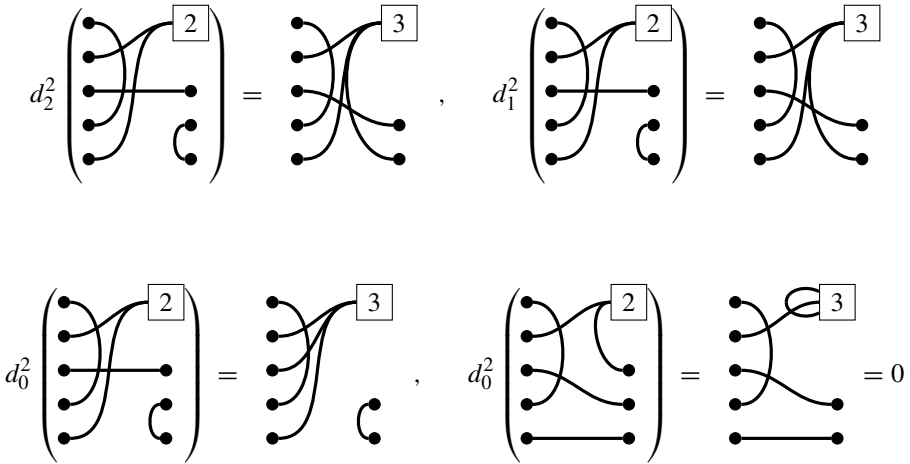 d_2^2 ( 2 ) = 3 , d_1^2 ( 2 ) = 3
d_0^2 ( 2 ) = 3 , d_0^2 ( 2 ) = 3 = 0